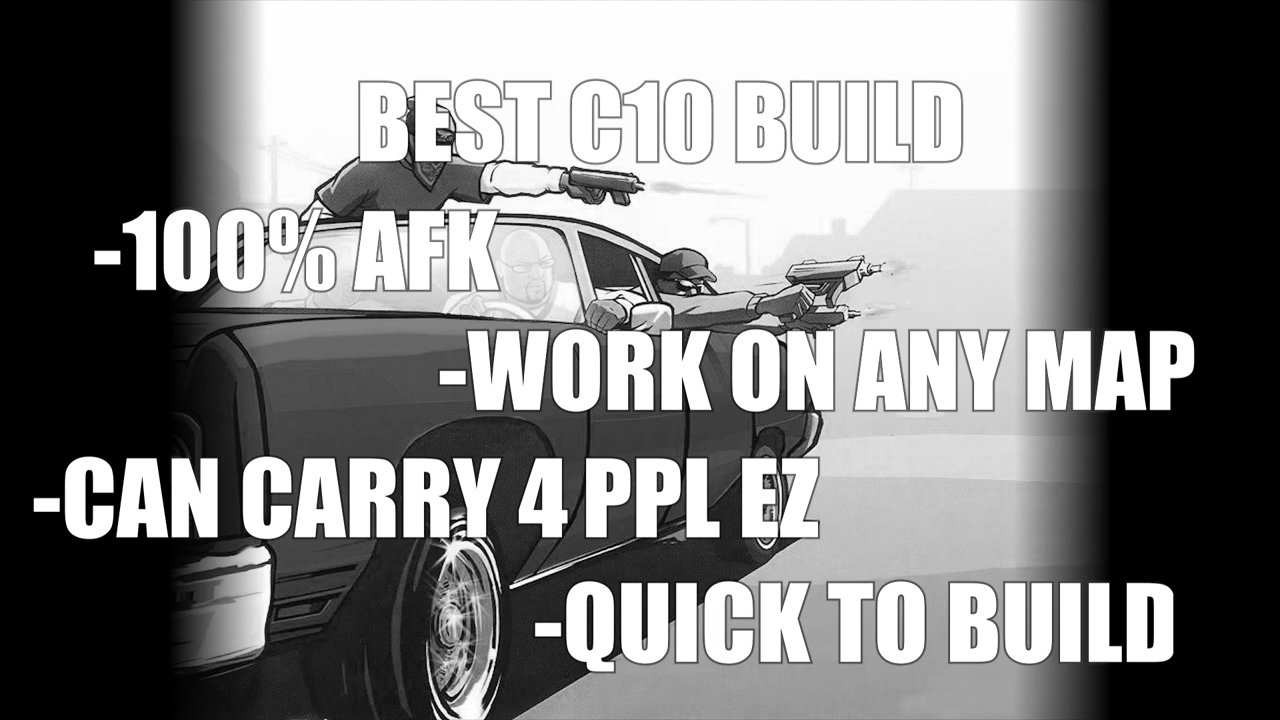 BEST C10 BUILD
-100% AFK
-WORK ON ANY MAP
-CAN CARRY 4 PPL EZ
-QUICK TO BUILD